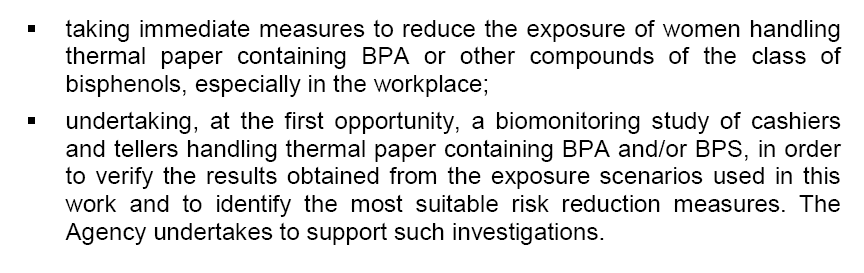 ▪ taking immediate measures to reduce the exposure of women handling
thermal paper containing BPA or other compounds of the class of
bisphenols, especially in the workplace;
▪ undertaking, at the first opportunity, a biomonitoring study of cashiers
and tellers handling thermal paper containing BPA and/or BPS, in order
to verify the results obtained from the exposure scenarios used in this
work and to identify the most suitable risk reduction measures. The
Agency undertakes to support such investigations.